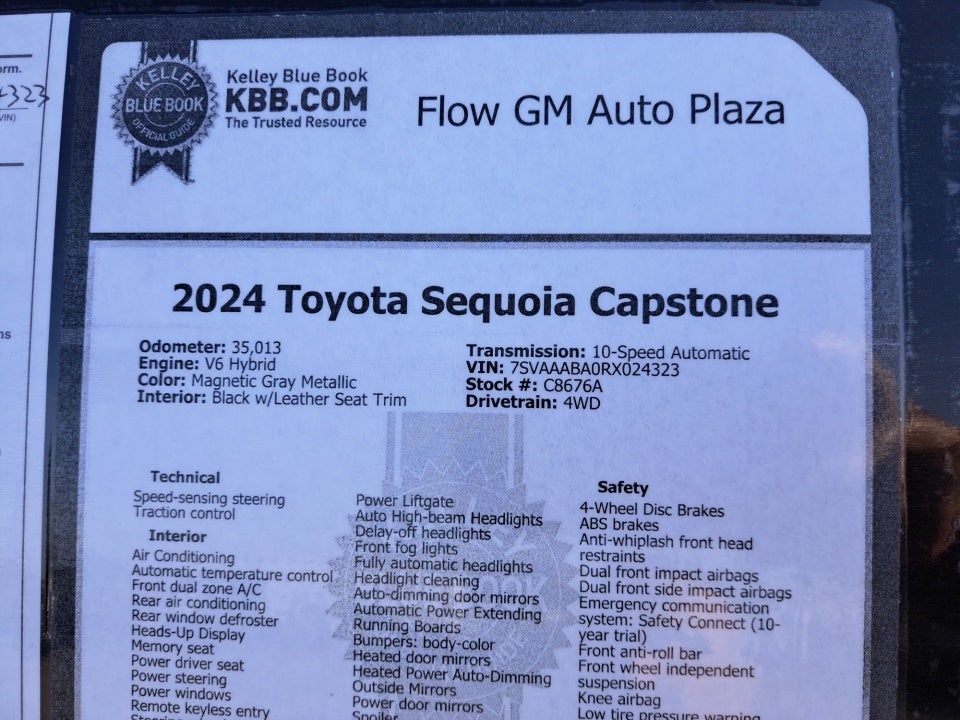 orm.
4323
VIN)
ns
KELLEY
BLUE BOOK
OFFICIAL GUIDE
Kelley Blue Book
KBB.COM
The Trusted Resource
Flow GM Auto Plaza
2024 Toyota Sequoia Capstone
Odometer: 35,013
Engine: V6 Hybrid
Color: Magnetic Gray Metallic
Interior: Black w/Leather Seat Trim
Transmission: 10-Speed Automatic
VIN: 7SVAAABA0RX024323
Stock #: C8676A
Drivetrain: 4WD
Technical
Speed-sensing steering
Traction control
Interior
Air Conditioning
Automatic temperature control
Front dual zone A/C
Rear air conditioning
Rear window defroster
Heads-Up Display
Memory seat
Power driver seat
Power steering
Power windows
Remote keyless entry
Power Liftgate
Auto High-beam Headlights
Delay-off headlights
Front fog lights
Fully automatic headlights
Headlight cleaning
Auto-dimming door mirrors
Automatic Power Extending
Running Boards
Bumpers: body-color
Heated door mirrors
Heated Power Auto-Dimming
Outside Mirrors
Power door mirrors
Spoiler
Safety
4-Wheel Disc Brakes
ABS brakes
Anti-whiplash front head
restraints
Dual front impact airbags
Dual front side impact airbags
Emergency communication
system: Safety Connect (10-
year trial)
Front anti-roll bar
Front wheel independent
suspension
Knee airbag
Low tire pressure warning